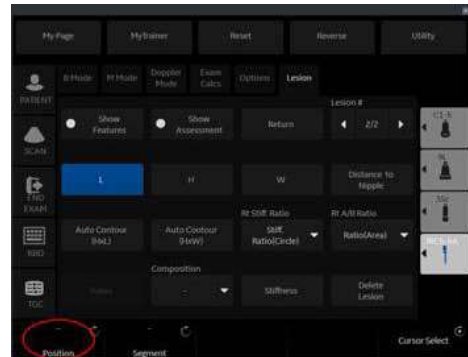 My Page MyTrainer Reset Reverse Utility
B Mode M Mode Doppler Mode Exam Calcs Options Lesion
PATIENT
Lesion #
Show Features Show Assessment Return 2/2
C1-6
SCAN
9L
L H W Distance to Nipple
END EXAM
Rt Stiff. Ratio Rt A/B Ratio
Auto Contour (HxL) Auto Contour (HxW) Stiff. Ratio(Circle) Ratio(Area)
KBD
Composition
- Stiffness Delete Lesion
TGC
Position Segment Cursor Select